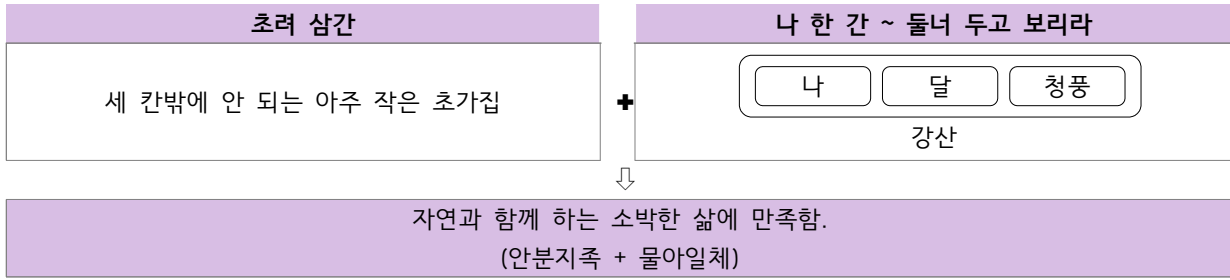 초려 삼간
나 한 간 ~ 둘너 두고 보리라
세 칸밖에 안 되는 아주 작은 초가집
+
나 달 청풍
강산
자연과 함께 하는 소박한 삶에 만족함.
(안분지족 + 물아일체)